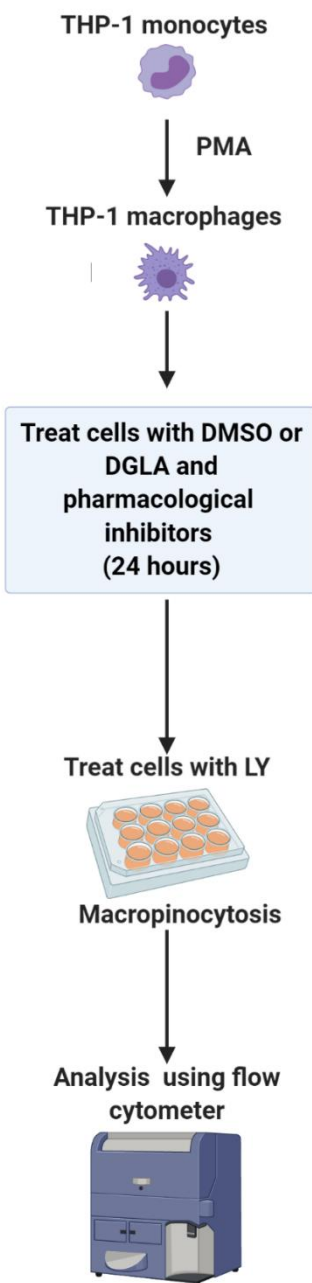 THP-1 monocytes
PMA
THP-1 macrophages
Treat cells with DMSO or
DGLA and
pharmacological
inhibitors
(24 hours)
Treat cells with LY
Macropinocytosis
Analysis using flow
cytometer